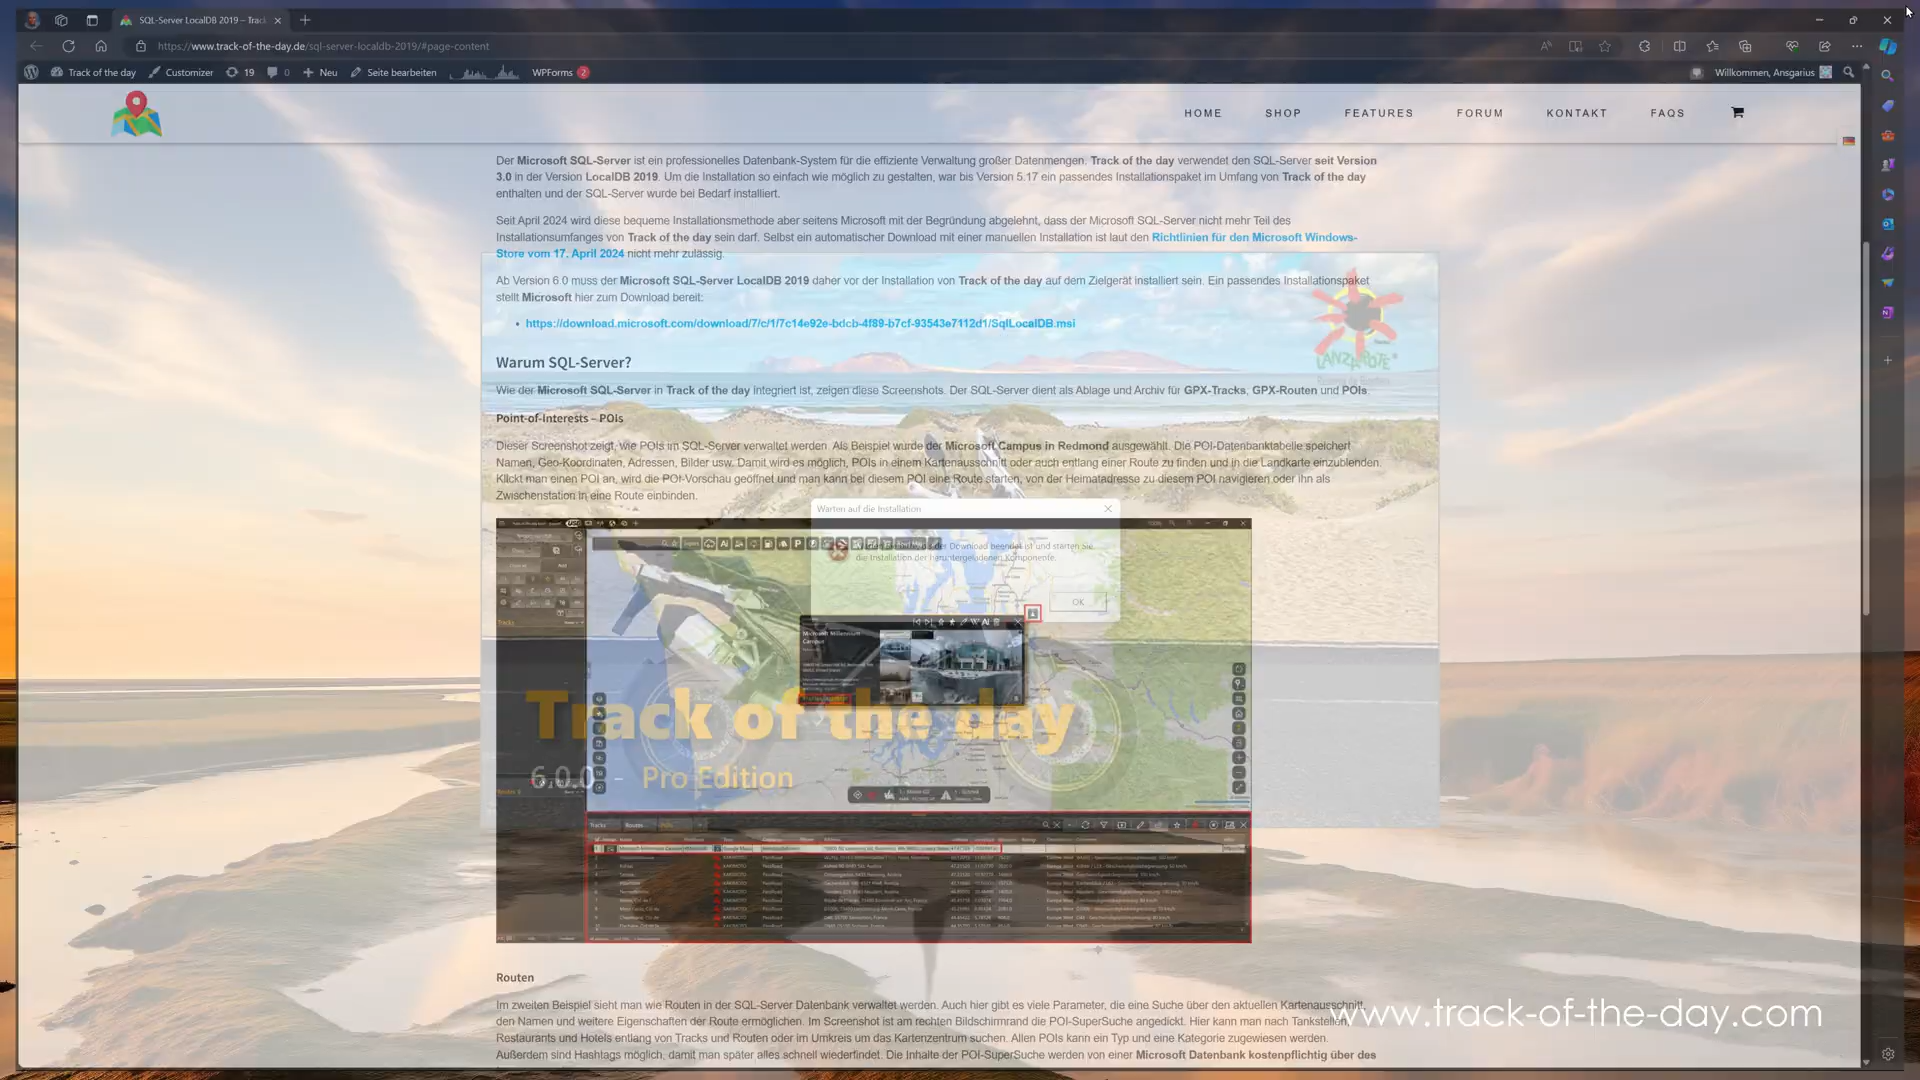 SQL-Server LocalDB 2019 – Track
https://www.track-of-the-day.de/sql-server-localdb-2019/#page-content
Track of the day
Customizer
19
0
Neu
Seite bearbeiten
WPForms 2
Willkommen, Ansgarius
HOME
SHOP
FEATURES
FORUM
KONTAKT
FAQS
Der Microsoft SQL-Server ist ein professionelles Datenbank-System für die effiziente Verwaltung großer Datenmengen. Track of the day verwendet den SQL-Server seit Version
3.0 in der Version LocalDB 2019. Um die Installation so einfach wie möglich zu gestalten, war bis Version 5.17 ein passendes Installationspaket im Umfang von Track of the day
enthalten und der SQL-Server wurde bei Bedarf installiert.
Seit April 2024 wird diese bequeme Installationsmethode aber seitens Microsoft mit der Begründung abgelehnt, dass der Microsoft SQL-Server nicht mehr Teil des
Installationsumfanges von Track of the day sein darf. Selbst ein automatischer Download mit einer manuellen Installation ist laut den Richtlinien für den Microsoft Windows-
Store vom 17. April 2024 nicht mehr zulässig.
Ab Version 6.0 muss der Microsoft SQL-Server LocalDB 2019 daher vor der Installation von Track of the day auf dem Zielgerät installiert sein. Ein passendes Installationspaket
stellt Microsoft hier zum Download bereit:
• https://download.microsoft.com/download/7/c/1/7c14e92e-bdcb-4f89-b7cf-93543e7112d1/SqlLocalDB.msi
LANZAROTE
Warum SQL-Server?
Wie der Microsoft SQL-Server in Track of the day integriert ist, zeigen diese Screenshots. Der SQL-Server dient als Ablage und Archiv für GPX-Tracks, GPX-Routen und POIs.
Point-of-Interests – POIs
Dieser Screenshot zeigt, wie POIs im SQL-Server verwaltet werden. Als Beispiel wurde der Microsoft Campus in Redmond ausgewählt. Die POI-Datenbanktabelle speichert
Namen, Geo-Koordinaten, Adressen, Bilder usw. Damit wird es möglich, POIs in einem Kartenausschnitt oder auch entlang einer Route zu finden und in die Landkarte einzublenden.
Klickt man einen POI an, wird die POI-Vorschau geöffnet und man kann bei diesem POI eine Route starten, von der Heimatadresse zu diesem POI navigieren oder ihn als
Zwischenstation in eine Route einbinden.
Warten auf die Installation
der Download beendet ist und starten Sie
die Installation der heruntergeladenen Komponente.
OK
Microsoft Millennium
Campus
Track of the day
6.0.0 – Pro Edition
Tracks
Routes
POIs
Routen
Im zweiten Beispiel sieht man wie Routen in der SQL-Server Datenbank verwaltet werden. Auch hier gibt es viele Parameter, die eine Suche über den aktuellen Kartenausschnitt,
den Namen und weitere Eigenschaften der Route ermöglichen. Im Screenshot ist am rechten Bildschirmrand die POI-SuperSuche angedickt. Hier kann man nach Tankstellen,
Restaurants und Hotels entlang von Tracks und Routen oder im Umkreis um das Kartenzentrum suchen. Allen POIs kann ein Typ und eine Kategorie zugewiesen werden.
Außerdem sind Hashtags möglich, damit man später alles schnell wiederfindet. Die Inhalte der POI-SuperSuche werden von einer Microsoft Datenbank kostenpflichtig über des
www.track-of-the-day.com